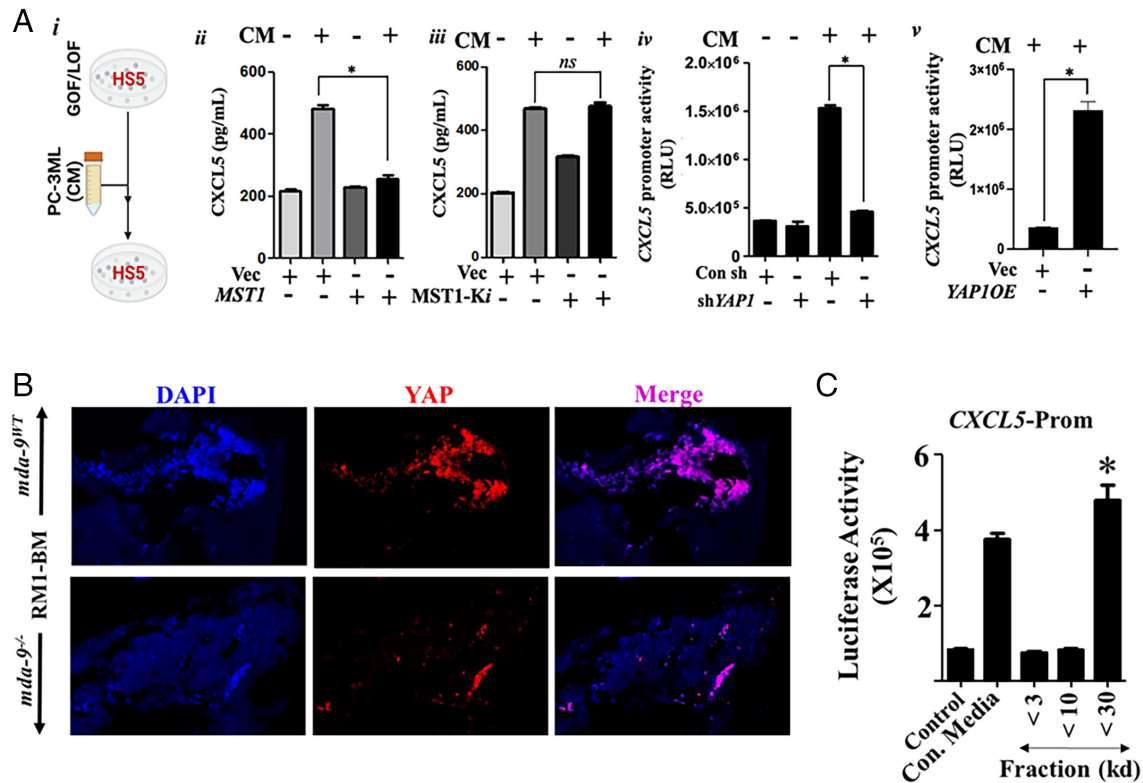 A
i
GOF/LOF
HS5
PC-3ML
(CM)
HS5
ii
CM - + - +
*
CXCL5 (pg/mL)
600
400
200
0
Vec + + - -
MST1 - - + +
iii
CM - + - +
ns
CXCL5 (pg/mL)
600
400
300
200
100
0
Vec + + - -
MST1-Ki - - + +
iv
CM - - + +
*
CXCL5 promoter activity
(RLU)
2.0×10⁶
1.5×10⁶
1.0×10⁶
5.0×10⁵
0
Con sh + - + -
shYAP1 - + - +
v
CM + +
*
CXCL5 promoter activity
(RLU)
3×10⁶
2×10⁶
1×10⁶
0
Vec + -
YAP1OE - +
B
DAPI YAP Merge
mda-9WT
RM1-BM
mda-9-/-
C
CXCL5-Prom
*
Luciferase Activity
(X10⁵)
6
4
2
Control
Con. Media
< 3
< 10
< 30
Fraction (kd)